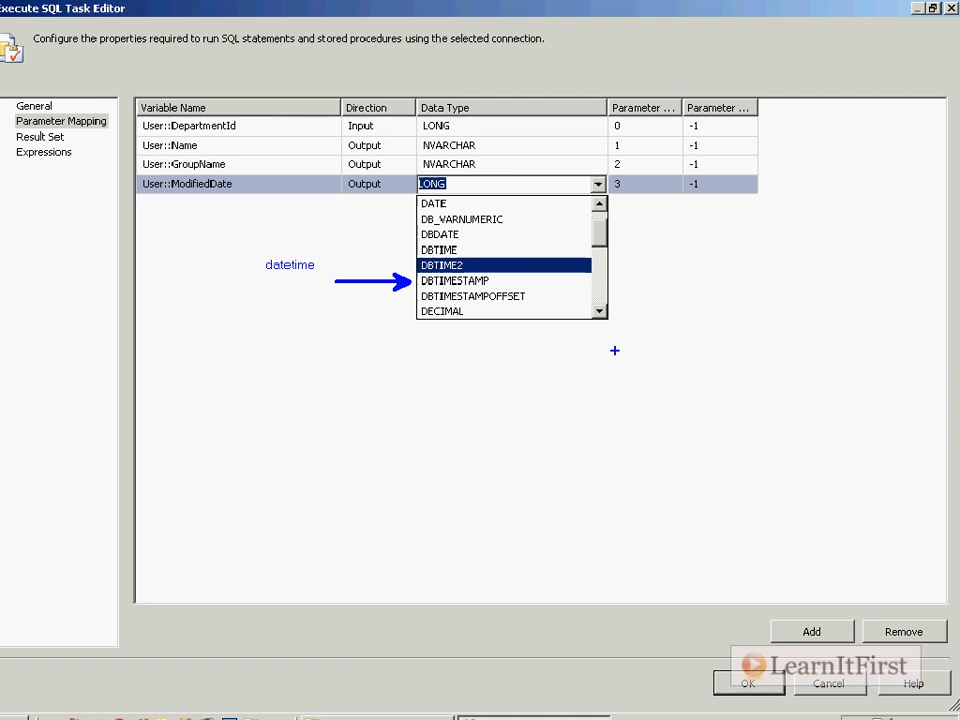 Execute SQL Task Editor
Configure the properties required to run SQL statements and stored procedures using the selected connection.
General
Parameter Mapping
Result Set
Expressions
Variable Name Direction Data Type Parameter ... Parameter ...
User::DepartmentId Input LONG 0 -1
User::Name Output NVARCHAR 1 -1
User::GroupName Output NVARCHAR 2 -1
User::ModifiedDate Output LONG 3 -1
DATE
DB_VARNUMERIC
DBDATE
DBTIME
DBTIME2
DBTIMESTAMP
DBTIMESTAMPOFFSET
DECIMAL
datetime
Add Remove
LearnItFirst
OK Cancel Help